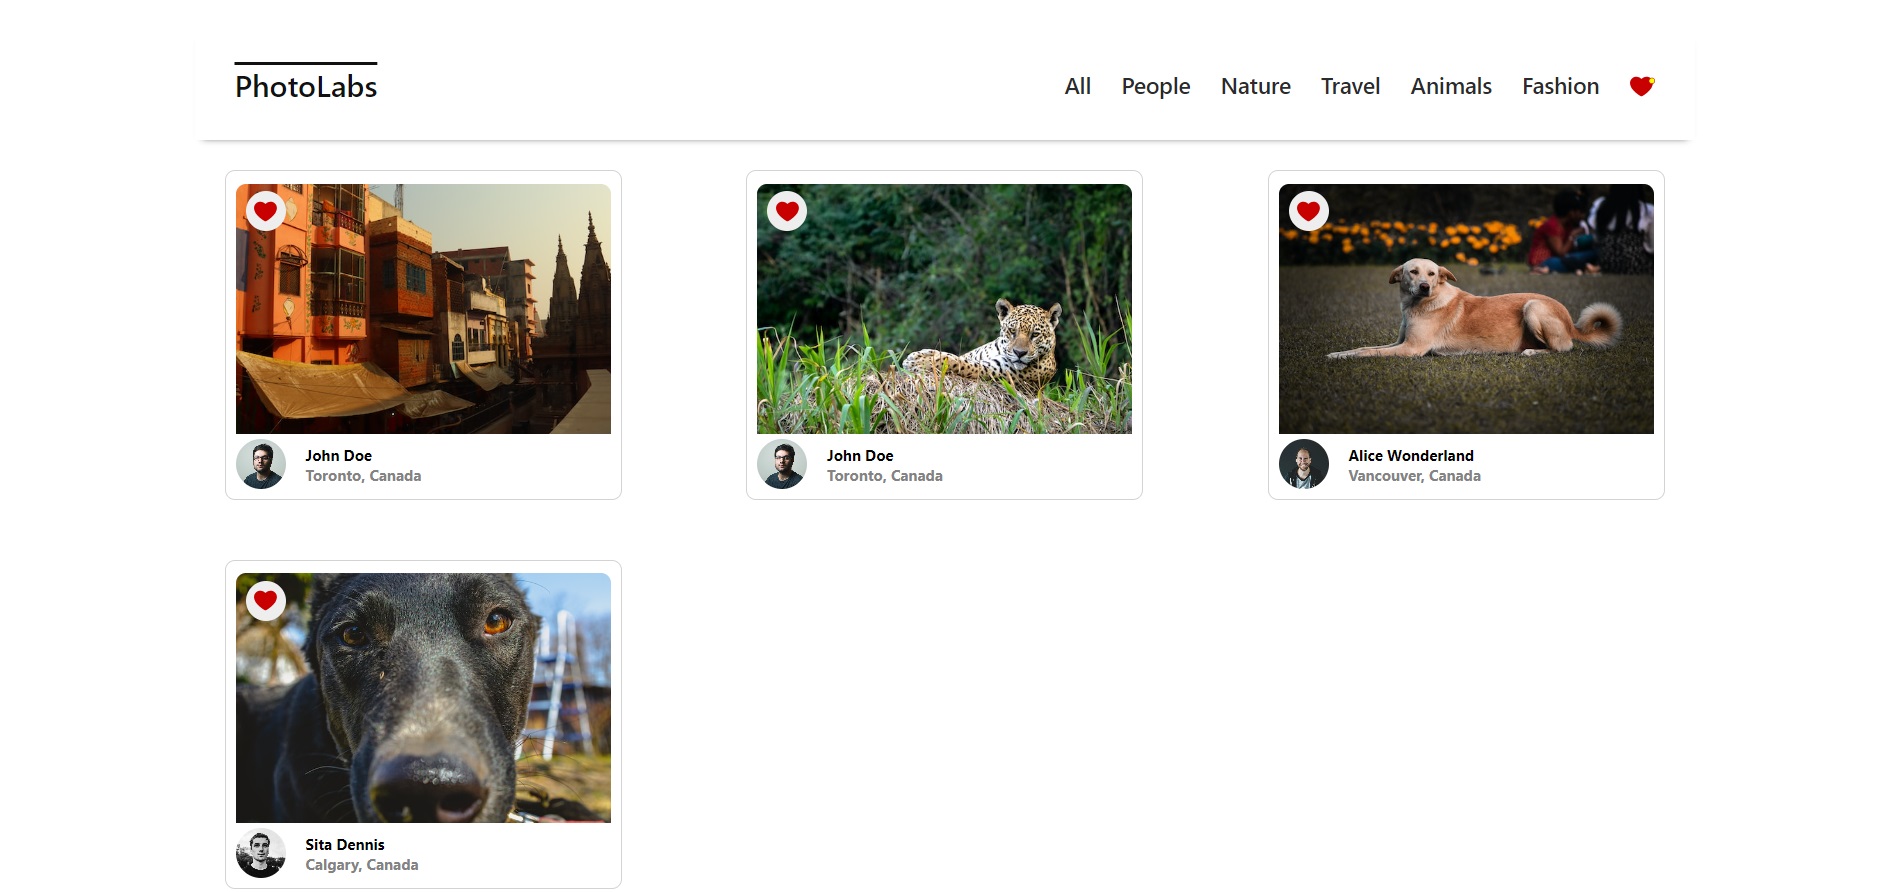 PhotoLabs
All People Nature Travel Animals Fashion
John Doe
Toronto, Canada
John Doe
Toronto, Canada
Alice Wonderland
Vancouver, Canada
Sita Dennis
Calgary, Canada